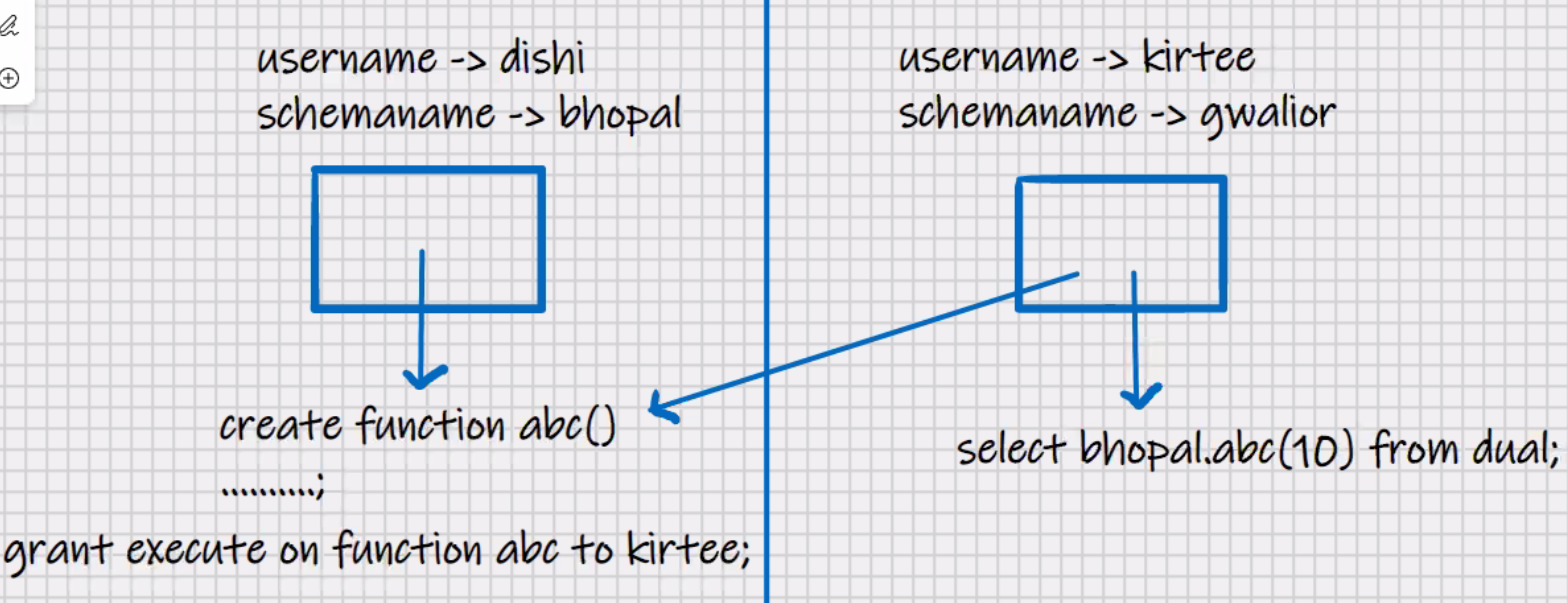 username -> dishi
schemaname -> bhopal
create function abc()
..........;
grant execute on function abc to kirtee;
username -> kirtee
schemaname -> gwalior
select bhopal.abc(10) from dual;